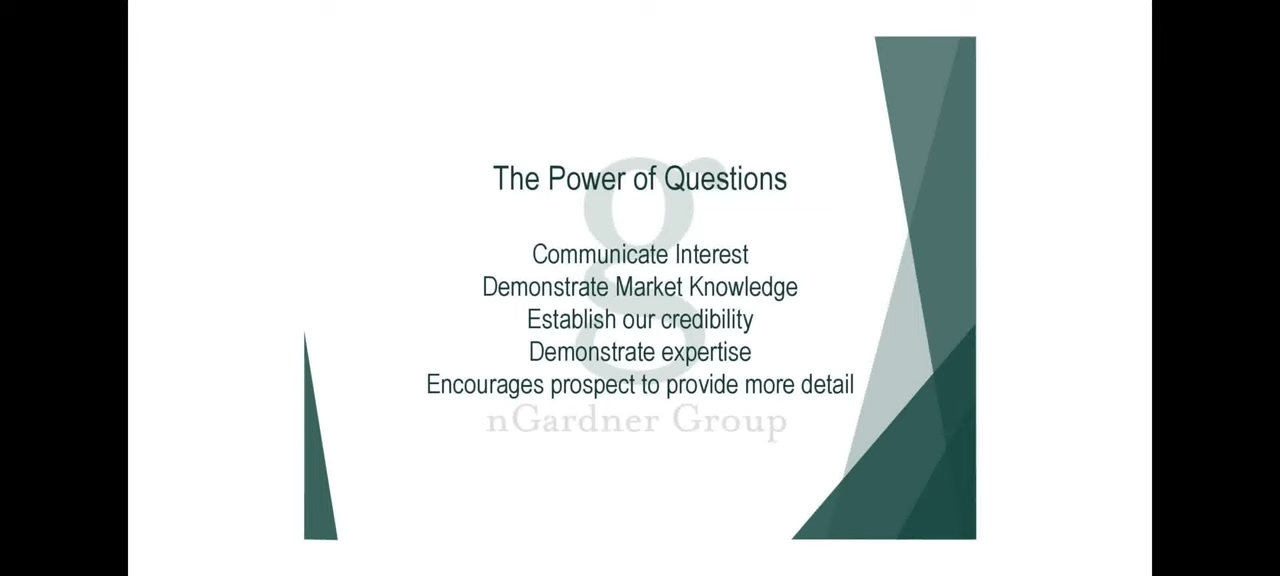 The Power of Questions
Communicate Interest
Demonstrate Market Knowledge
Establish our credibility
Demonstrate expertise
Encourages prospect to provide more detail
g
nGardner Group